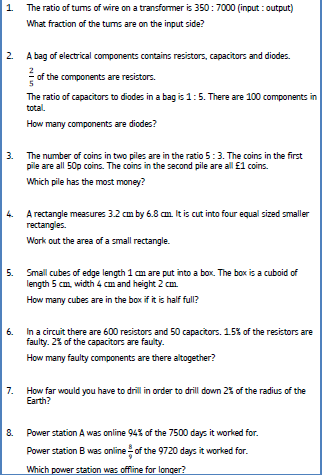 1. The ratio of turns of wire on a transformer is 350 : 7000 (input : output)
What fraction of the turns are on the input side?
2. A bag of electrical components contains resistors, capacitors and diodes.
2/5 of the components are resistors.
The ratio of capacitors to diodes in a bag is 1 : 5. There are 100 components in
total.
How many components are diodes?
3. The number of coins in two piles are in the ratio 5 : 3. The coins in the first
pile are all 50p coins. The coins in the second pile are all £1 coins.
Which pile has the most money?
4. A rectangle measures 3.2 cm by 6.8 cm. It is cut into four equal sized smaller
rectangles.
Work out the area of a small rectangle.
5. Small cubes of edge length 1 cm are put into a box. The box is a cuboid of
length 5 cm, width 4 cm and height 2 cm.
How many cubes are in the box if it is half full?
6. In a circuit there are 600 resistors and 50 capacitors. 1.5% of the resistors are
faulty. 2% of the capacitors are faulty.
How many faulty components are there altogether?
7. How far would you have to drill in order to drill down 2% of the radius of the
Earth?
8. Power station A was online 94% of the 7500 days it worked for.
Power station B was online 8/9 of the 9720 days it worked for.
Which power station was offline for longer?